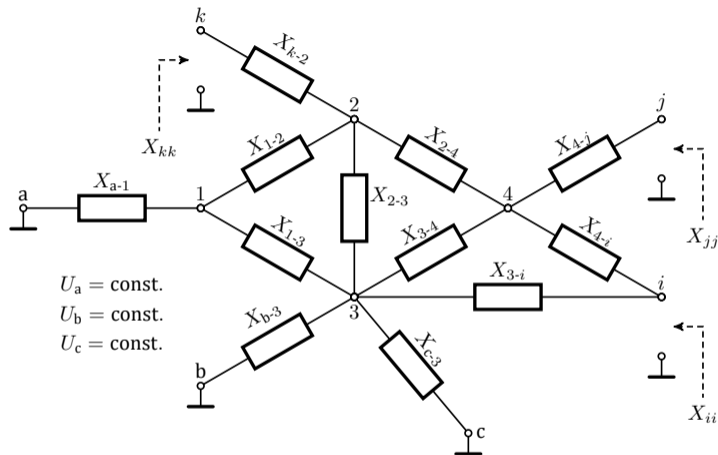 k
X_{k-2}
2
j
X_{kk}
X_{1-2}
X_{2-4}
X_{4-j}
a
X_{a-1}
1
X_{2-3}
4
X_{jj}
X_{1-3}
X_{3-4}
X_{4-i}
X_{3-i}
i
U_a = const.
U_b = const.
U_c = const.
X_{b-3}
3
X_{c-3}
b
c
X_{ii}